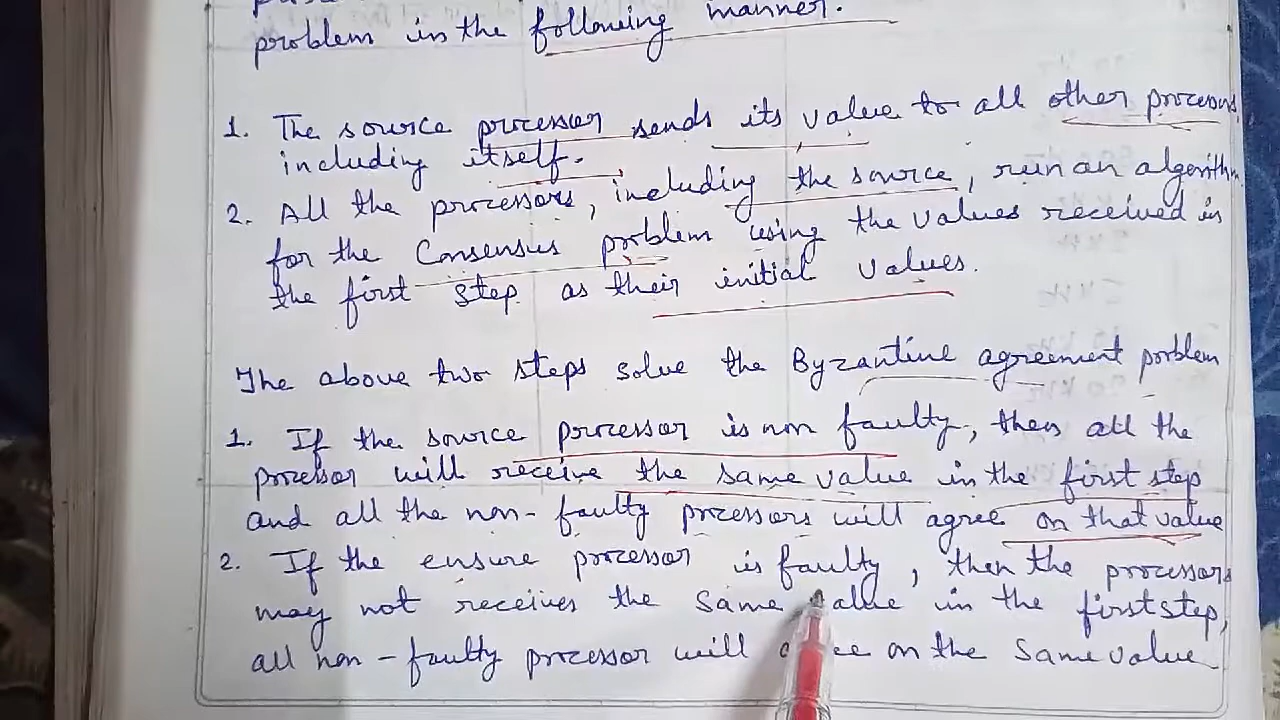 problem in the following manner.
1. The source processor sends its value to all other processors
including itself.
2. All the processors, including the source, run an algorithm
for the Consensus problem using the values received in
the first step as their initial values.
The above two steps solve the Byzantine agreement problem
1. If the source processor is non faulty, then all the
processor will receive the same value in the first step
and all the non-faulty processors will agree on that value
2. If the ensure processor is faulty, then the processors
may not receives the same value in the first step,
all non-faulty processor will on the same value